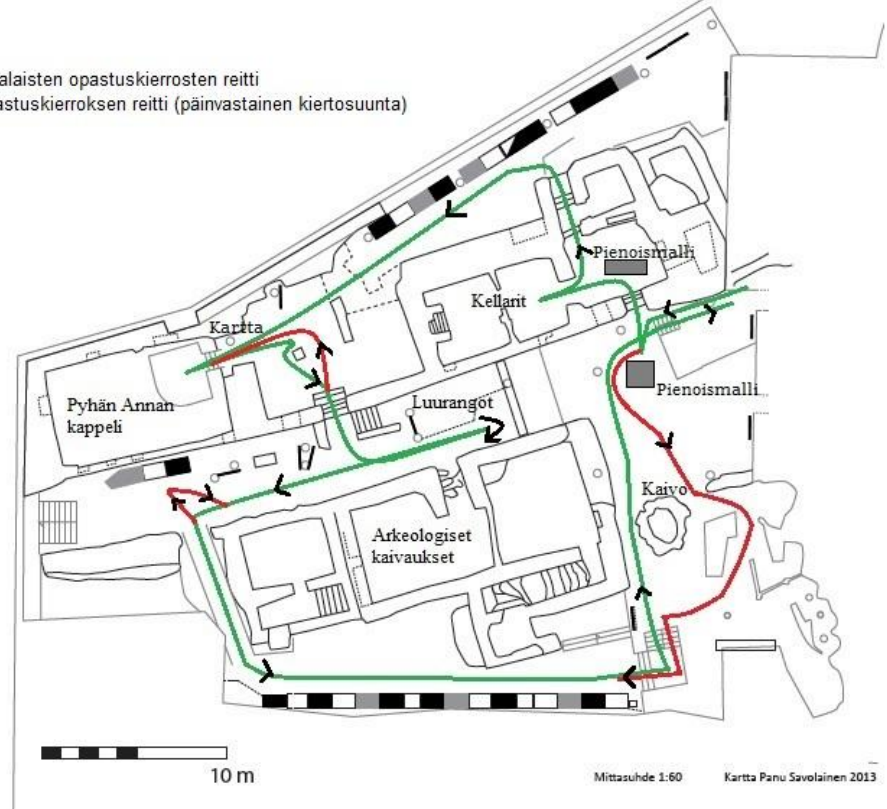 alaisten opastuskierrosten reitti
astuskierroksen reitti (päinvastainen kiertosuunta)
Pienoismalli
Kellarit
Kartta
Pienoismalli
Pyhän Annan
kappeli
Luurangot
Kaivo
Arkeologiset
kaivaukset
10 m
Mittasuhde 1:60
Kartta Panu Savolainen 2013